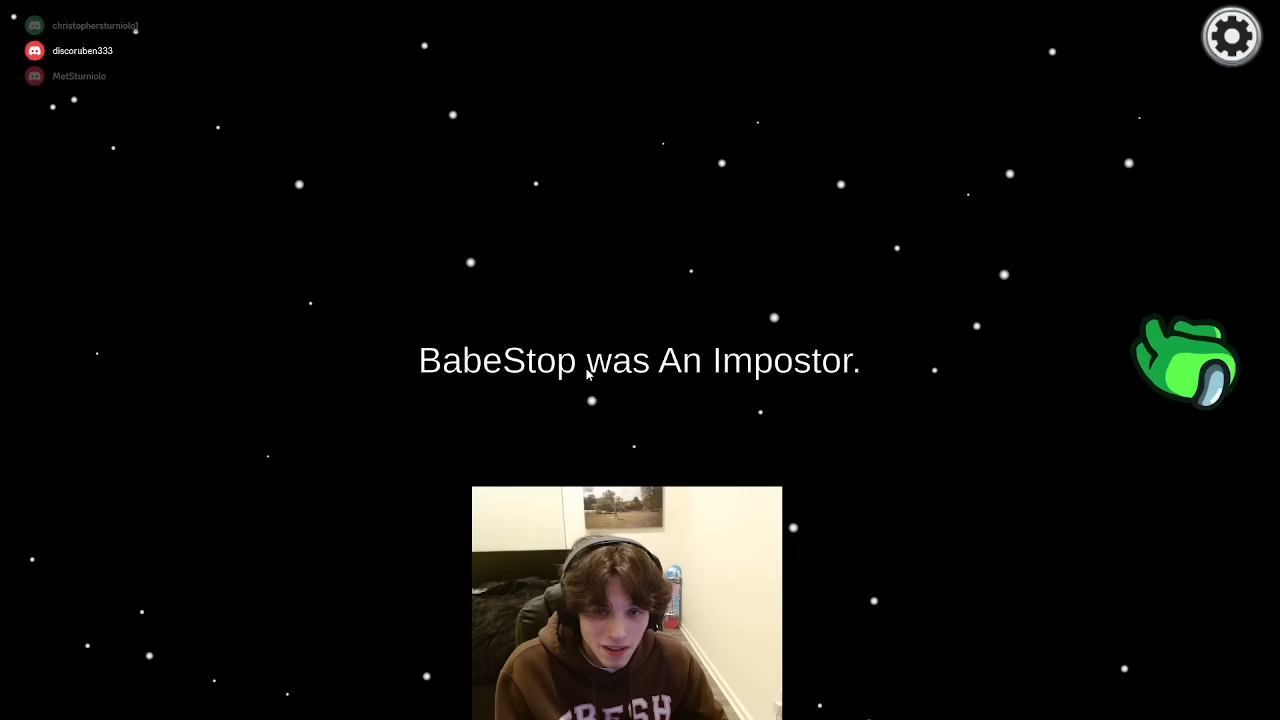 christophersturniolo1
discoruben333
MetSturniolo
BabeStop was An Impostor.
FRESH